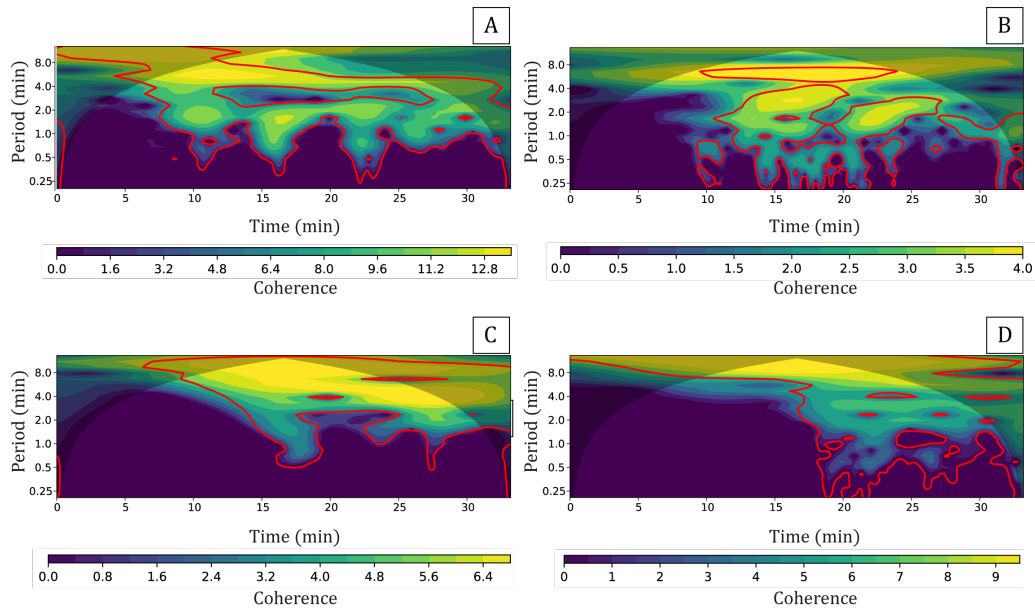 A
Period (min)
8.0
4.0
2.0
1.0
0.5
0.25
0 5 10 15 20 25 30
Time (min)
0.0 1.6 3.2 4.8 6.4 8.0 9.6 11.2 12.8
Coherence
B
Period (min)
8.0
4.0
2.0
1.0
0.5
0.25
0 5 10 15 20 25 30
Time (min)
0.0 0.5 1.0 1.5 2.0 2.5 3.0 3.5 4.0
Coherence
C
Period (min)
8.0
4.0
2.0
1.0
0.5
0.25
0 5 10 15 20 25 30
Time (min)
0.0 0.8 1.6 2.4 3.2 4.0 4.8 5.6 6.4
Coherence
D
Period (min)
8.0
4.0
2.0
1.0
0.5
0.25
0 5 10 15 20 25 30
Time (min)
0 1 2 3 4 5 6 7 8 9
Coherence